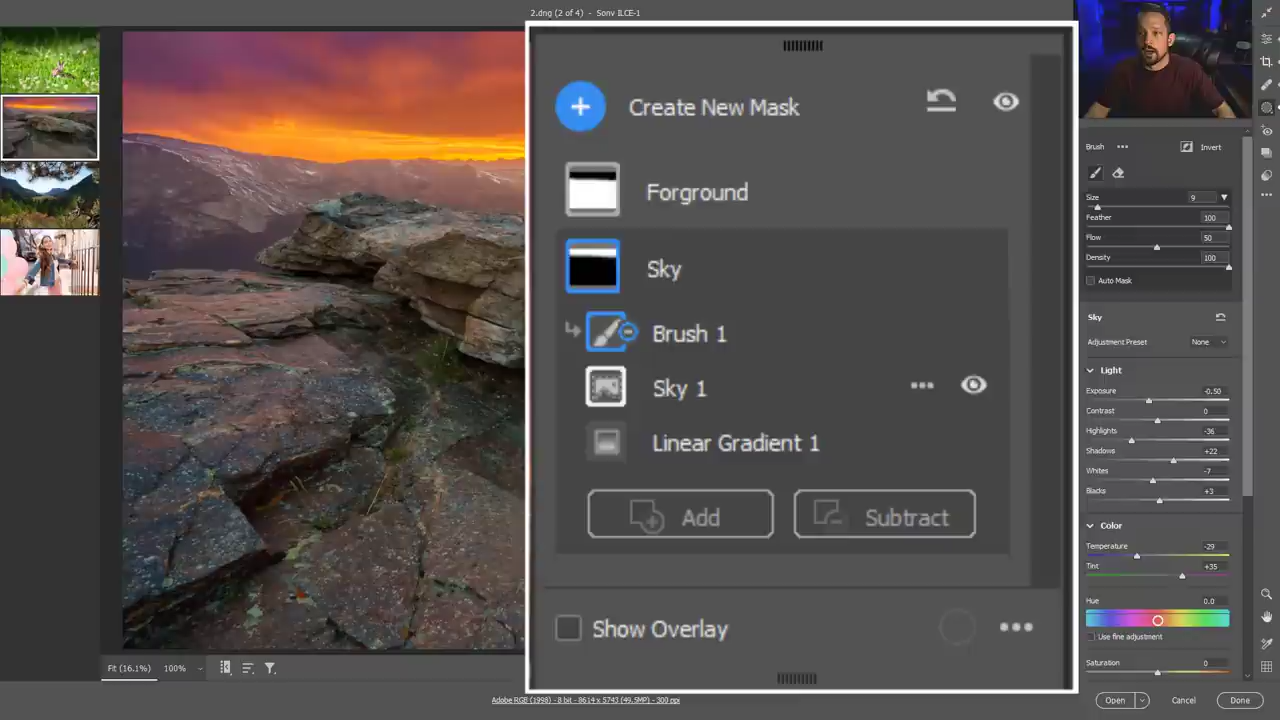 2.dng (2 of 4) - Sony ILCE-1
Create New Mask
Forground
Sky
Brush 1
Sky 1
Linear Gradient 1
Add
Subtract
Show Overlay
Brush
Invert
Size 9
Feather 100
Flow 50
Density 100
Auto Mask
Sky
Adjustment Preset None
Light
Exposure -0.50
Contrast 0
Highlights -36
Shadows +22
Whites -7
Blacks +3
Color
Temperature -29
Tint +35
Hue 0.0
Use fine adjustment
Saturation 0
Fit (16.1%) 100%
Adobe RGB (1998) - 8 bit - 8614 x 5743 (49.5MP) - 300 ppi
Open Cancel Done